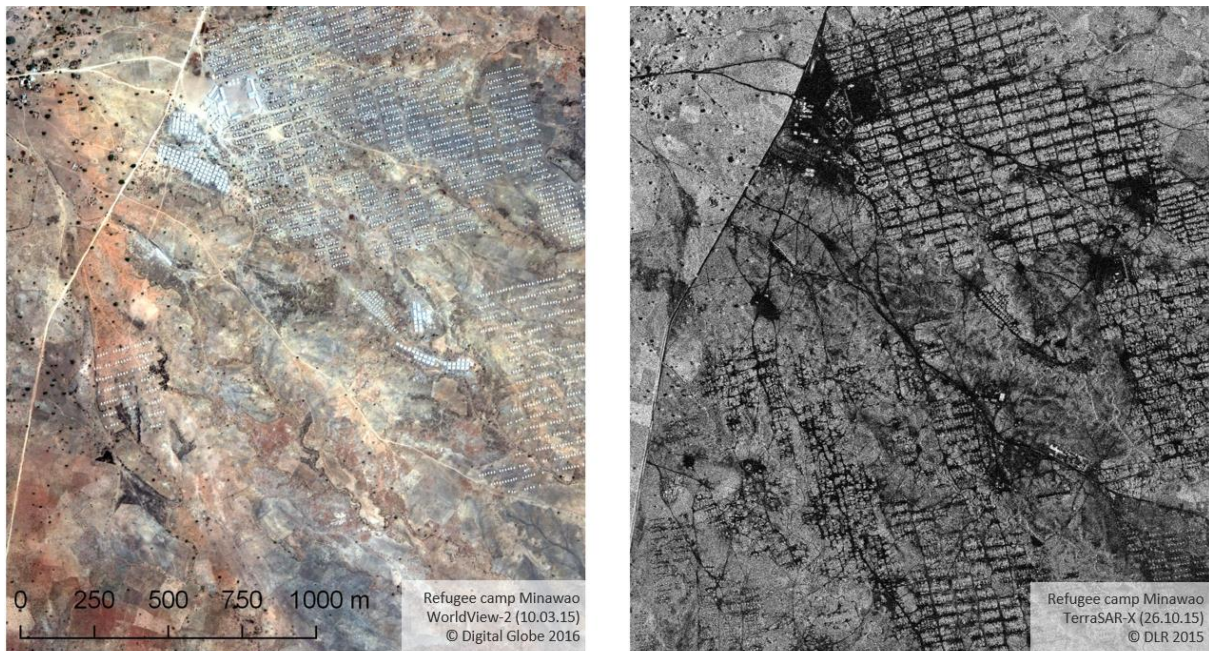 0 250 500 750 1000 m
Refugee camp Minawao
WorldView-2 (10.03.15)
© Digital Globe 2016
Refugee camp Minawao
TerraSAR-X (26.10.15)
© DLR 2015